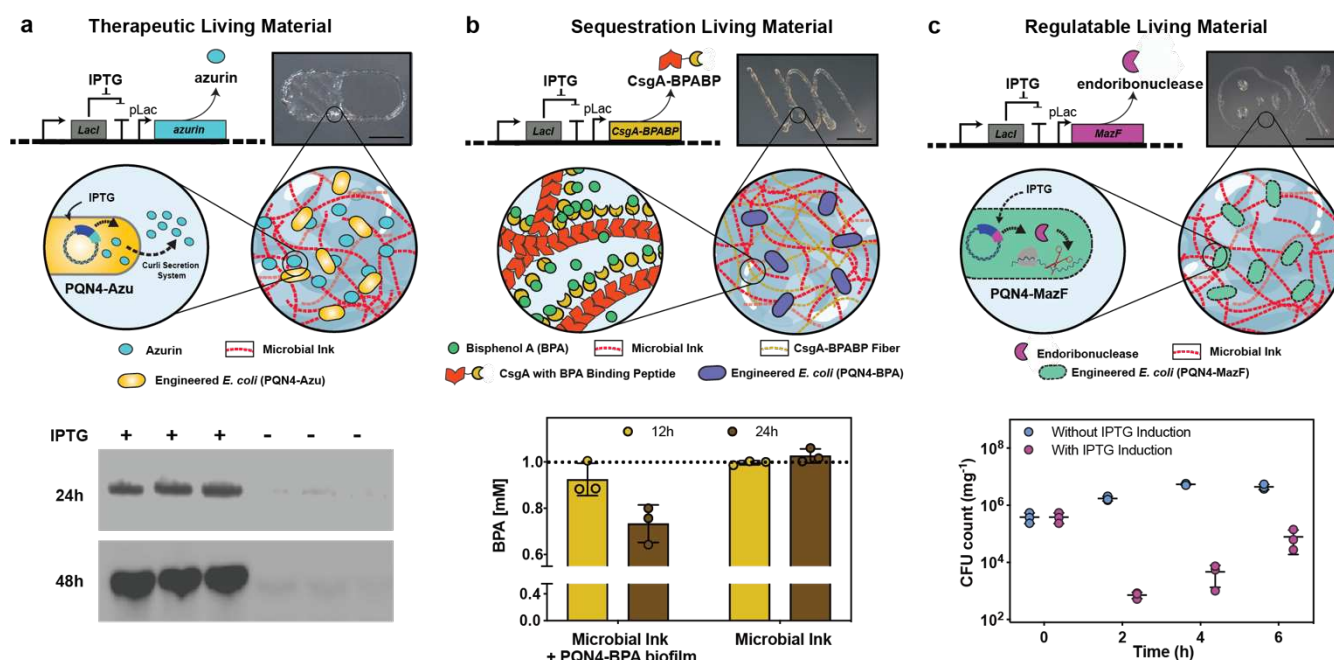 a Therapeutic Living Material
IPTG
azurin
pLac
LacI
azurin
IPTG
Curli Secretion
System
PQN4-Azu
Azurin
Microbial Ink
Engineered E. coli (PQN4-Azu)
IPTG + + + - - -
24h
48h
b Sequestration Living Material
IPTG
CsgA-BPABP
pLac
LacI
CsgA-BPABP
Bisphenol A (BPA)
Microbial Ink
CsgA-BPABP Fiber
CsgA with BPA Binding Peptide
Engineered E. coli (PQN4-BPA)
12h
24h
BPA [mM]
1.0
0.8
0.6
0.4
0.0
Microbial Ink
+ PQN4-BPA biofilm
Microbial Ink
c Regulatable Living Material
IPTG
endoribonuclease
pLac
LacI
MazF
IPTG
PQN4-MazF
Endoribonuclease
Microbial Ink
Engineered E. coli (PQN4-MazF)
Without IPTG Induction
With IPTG Induction
CFU count (mg⁻¹)
10⁸
10⁶
10⁴
10²
0 2 4 6
Time (h)